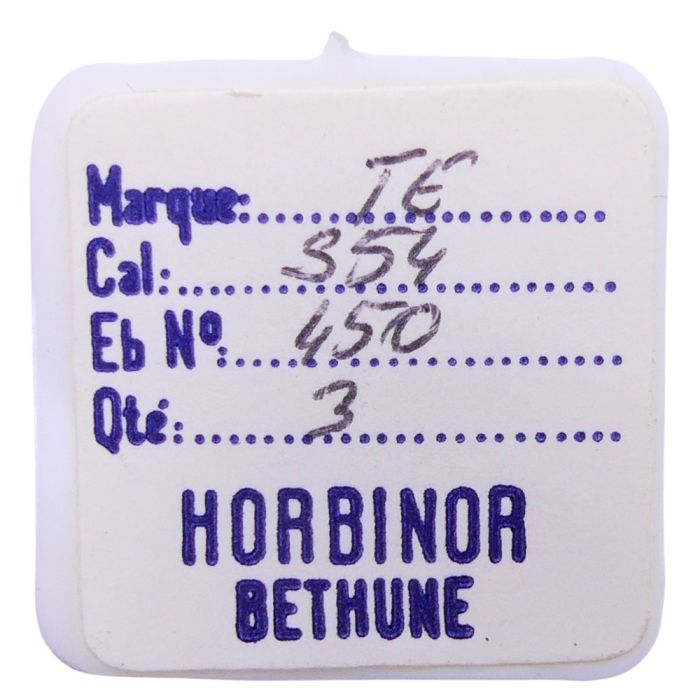 Marque: TE
Cal: 354
Eb Nº: 450
Qté: 3
HORBINOR
BETHUNE